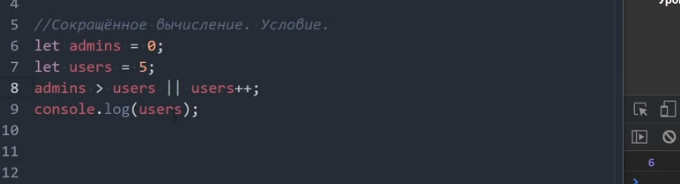 4
5 //Сокращённое вычисление. Условие.
6 let admins = 0;
7 let users = 5;
8 admins > users || users++;
9 console.log(users);
10
11
12
6